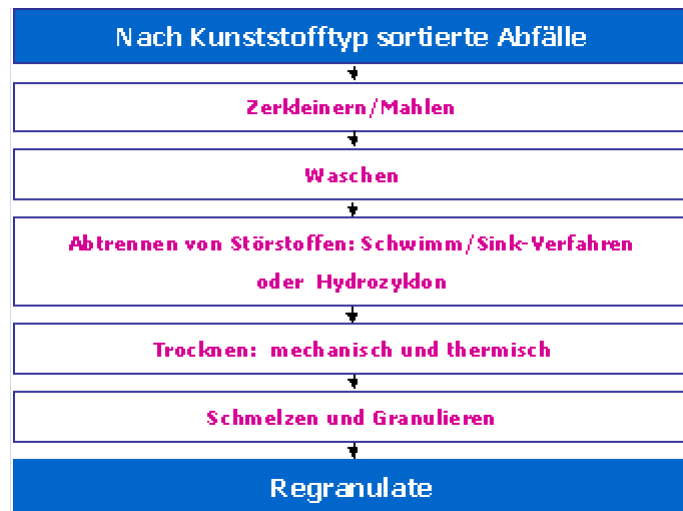 Nach Kunststofftyp sortierte Abfälle
Zerkleinern/Mahlen
Waschen
Abtrennen von Störstoffen: Schwimm/Sink-Verfahren
oder Hydrozyklon
Trocknen: mechanisch und thermisch
Schmelzen und Granulieren
Regranulate